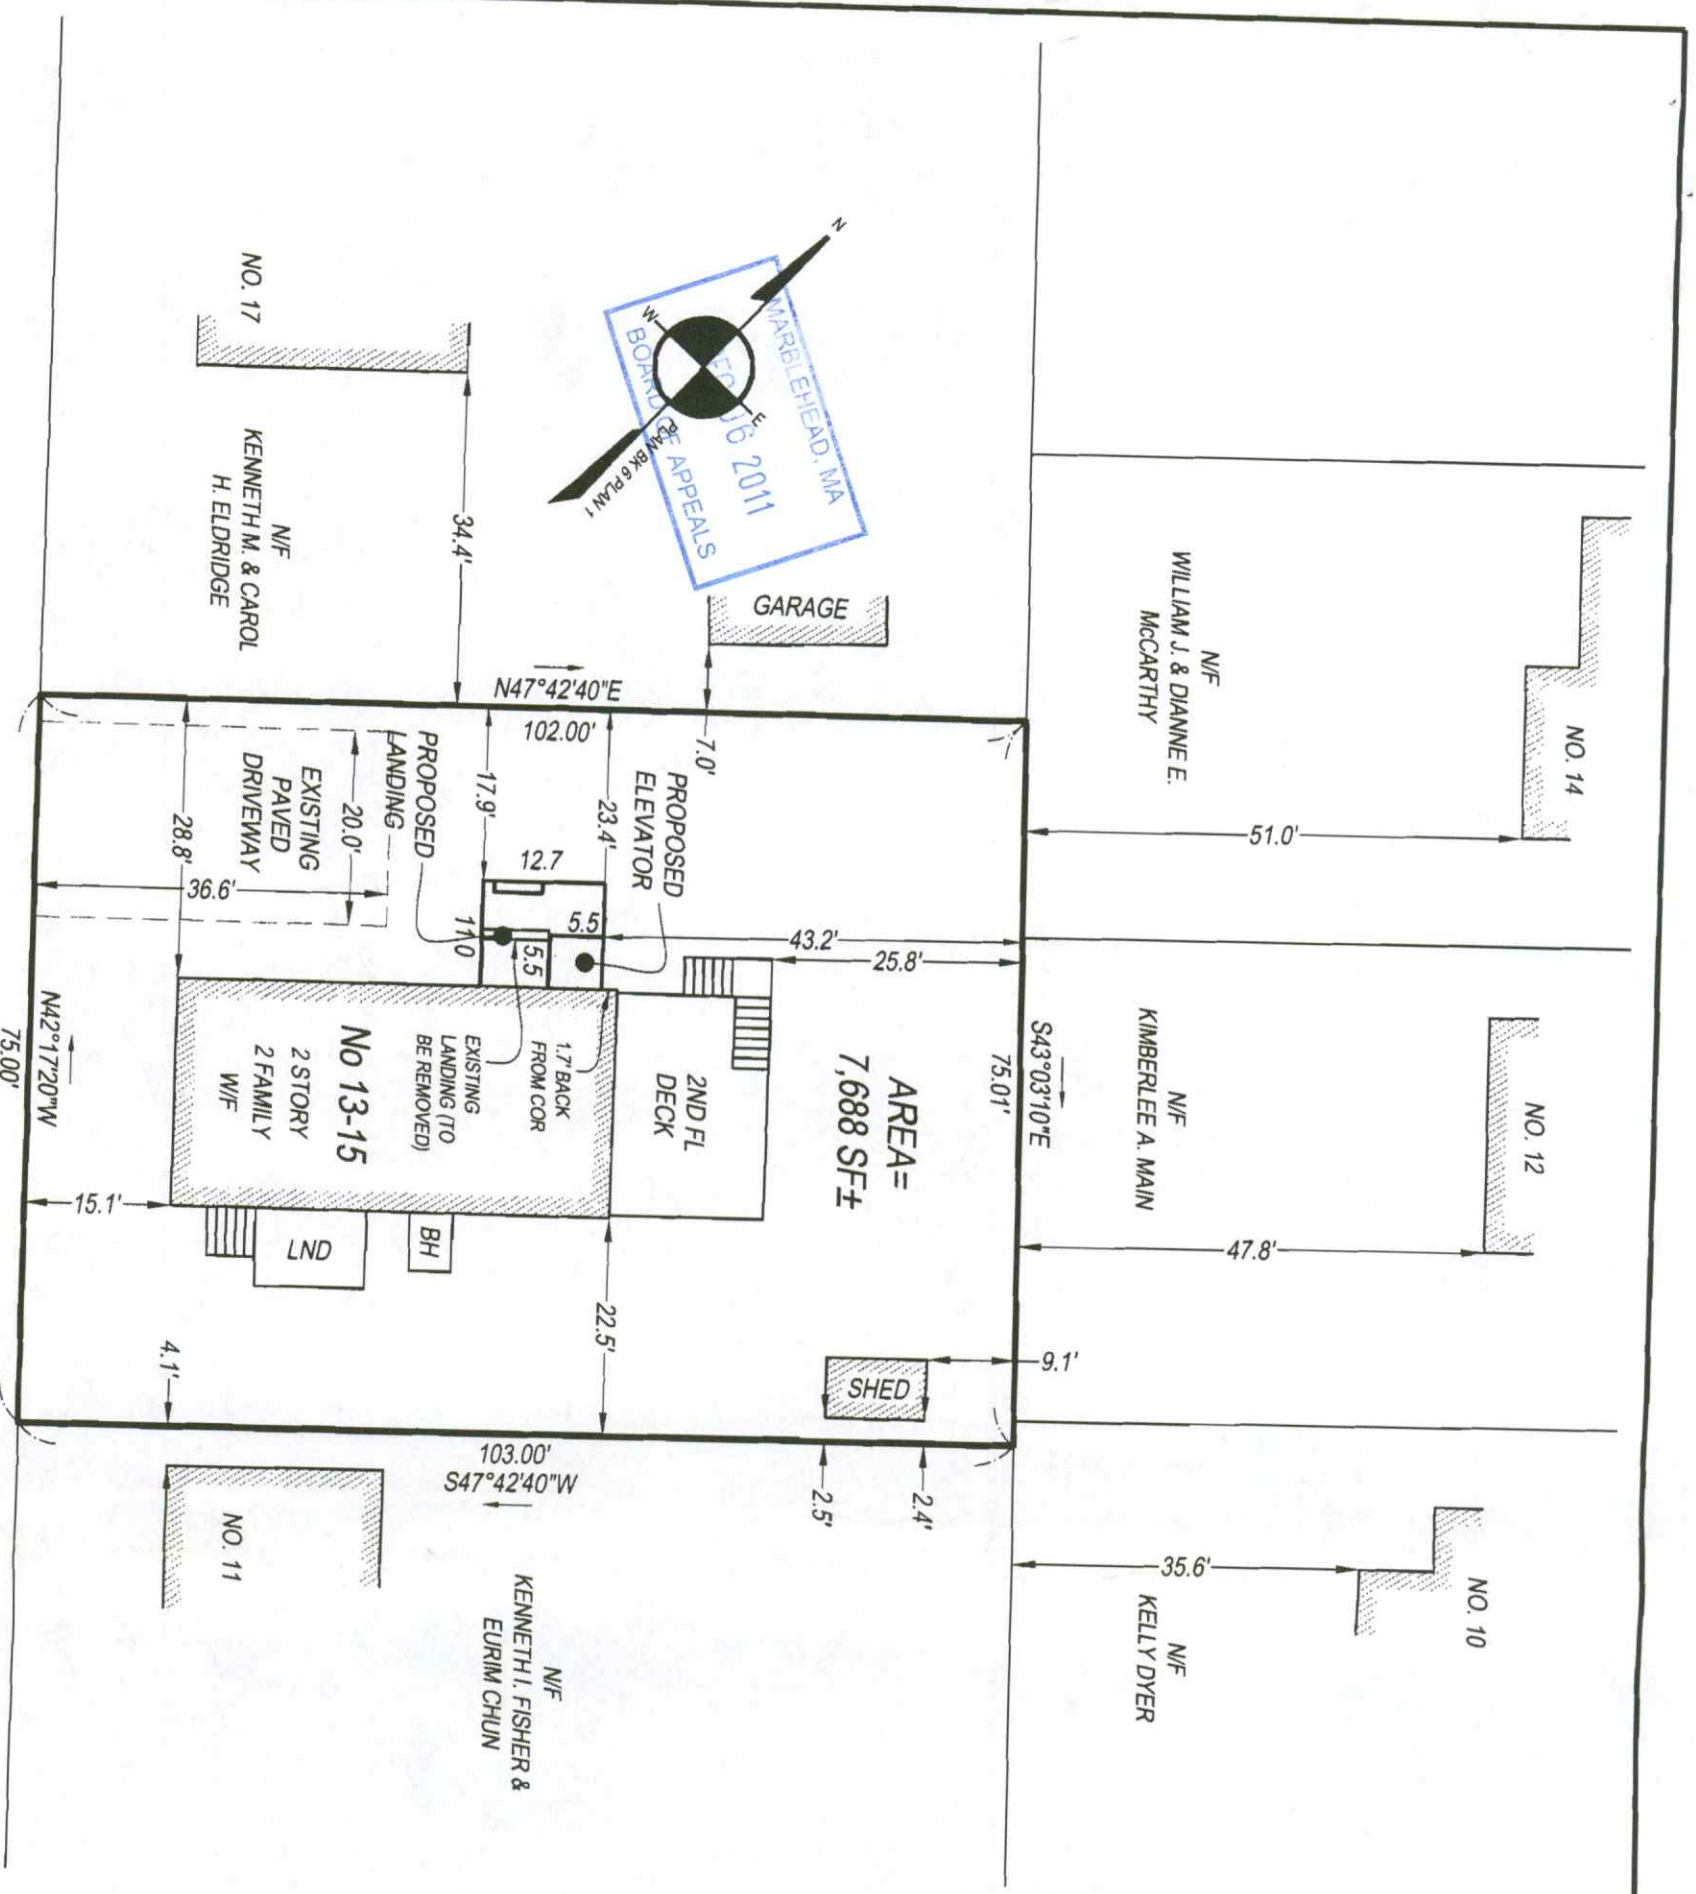 N/F
WILLIAM J. & DIANNE E.
McCARTHY
NO. 14
N/F
KIMBERLEE A. MAIN
NO. 12
N/F
KELLY DYER
NO. 10
51.0'
47.8'
35.6'
N
E
W
PLAN BK 6 PLAN 1
MARBLEHEAD, MA
06 2011
BOARD OF APPEALS
GARAGE
7.0'
NO. 17
N/F
KENNETH M. & CAROL
H. ELDRIDGE
34.4'
N47°42'40"E
102.00'
S43°03'10"E
75.01'
AREA=
7,688 SF±
43.2'
25.8'
9.1'
SHED
2.4'
2.5'
PROPOSED
ELEVATOR
23.4'
17.9'
12.7
5.5
5.5
11.0
PROPOSED
LANDING
20.0'
EXISTING
PAVED
DRIVEWAY
28.8'
36.6'
2ND FL
DECK
1.7' BACK
FROM COR
EXISTING
LANDING (TO
BE REMOVED)
No 13-15
2 STORY
2 FAMILY
W/F
BH
LND
15.1'
22.5'
4.1'
N42°17'20"W
75.00'
103.00'
S47°42'40"W
NO. 11
N/F
KENNETH I. FISHER &
EURIM CHUN